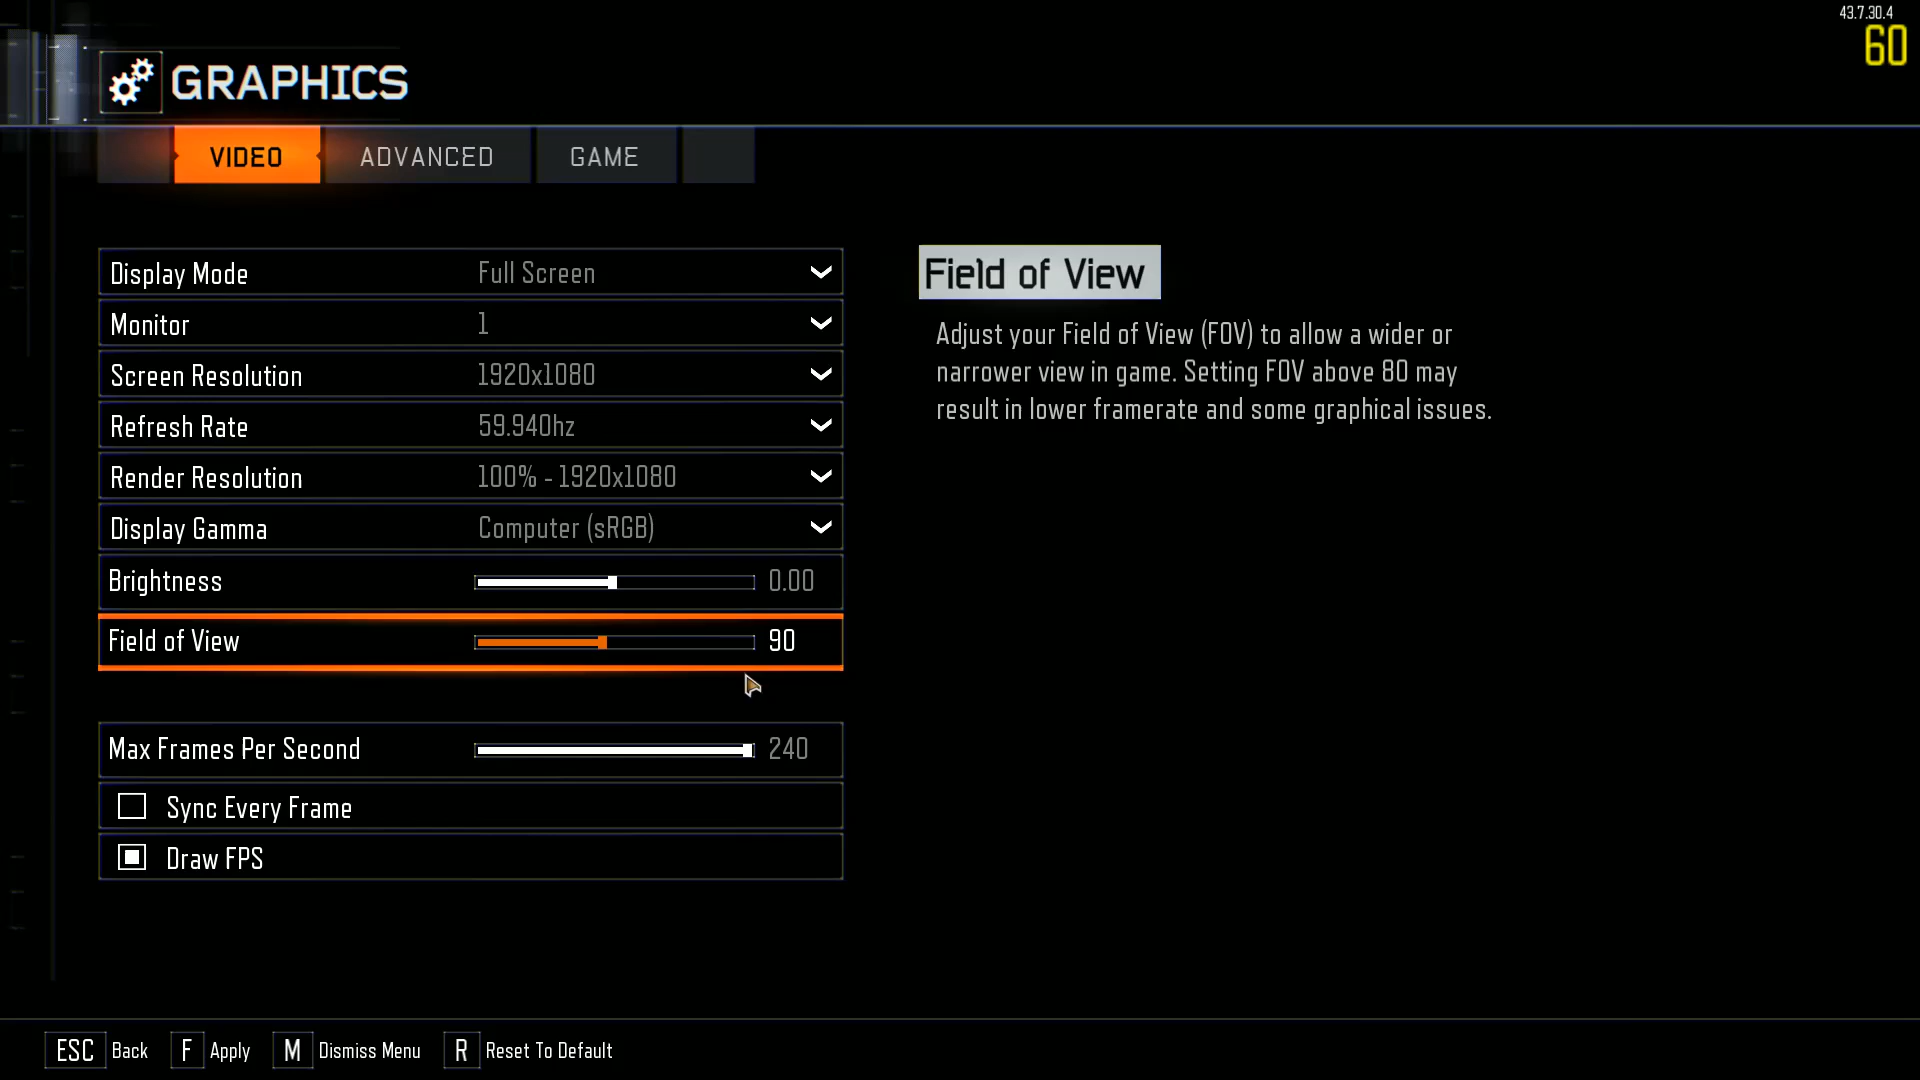 43.7.30.4
60
GRAPHICS
VIDEO ADVANCED GAME
Display Mode Full Screen
Monitor 1
Screen Resolution 1920x1080
Refresh Rate 59.940hz
Render Resolution 100% - 1920x1080
Display Gamma Computer (sRGB)
Brightness 0.00
Field of View 90
Max Frames Per Second 240
Sync Every Frame
Draw FPS
Field of View
Adjust your Field of View (FOV) to allow a wider or
narrower view in game. Setting FOV above 80 may
result in lower framerate and some graphical issues.
ESC Back F Apply M Dismiss Menu R Reset To Default